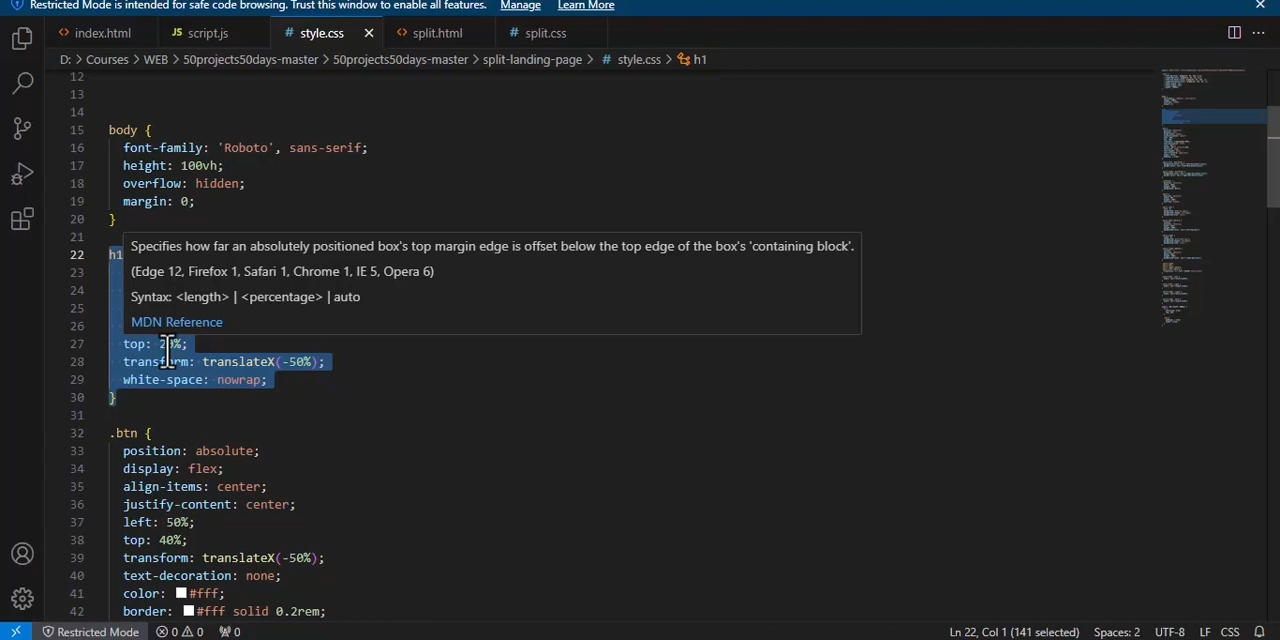 Restricted Mode is intended for safe code browsing. Trust this window to enable all features. Manage Learn More
index.html JS script.js # style.css split.html # split.css
D: > Courses > WEB > 50projects50days-master > 50projects50days-master > split-landing-page > # style.css > h1
12
13
14
15 body {
16 font-family: 'Roboto', sans-serif;
17 height: 100vh;
18 overflow: hidden;
19 margin: 0;
20 }
21
22 h1
23
24
25
26
Specifies how far an absolutely positioned box's top margin edge is offset below the top edge of the box's 'containing block'.
(Edge 12, Firefox 1, Safari 1, Chrome 1, IE 5, Opera 6)
Syntax: <length> | <percentage> | auto
MDN Reference
27 top: 20%;
28 transform: translateX(-50%);
29 white-space: nowrap;
30 }
31
32 .btn {
33 position: absolute;
34 display: flex;
35 align-items: center;
36 justify-content: center;
37 left: 50%;
38 top: 40%;
39 transform: translateX(-50%);
40 text-decoration: none;
41 color: #fff;
42 border: #fff solid 0.2rem;
Restricted Mode 0 0 0 Ln 22, Col 1 (141 selected) Spaces: 2 UTF-8 LF CSS